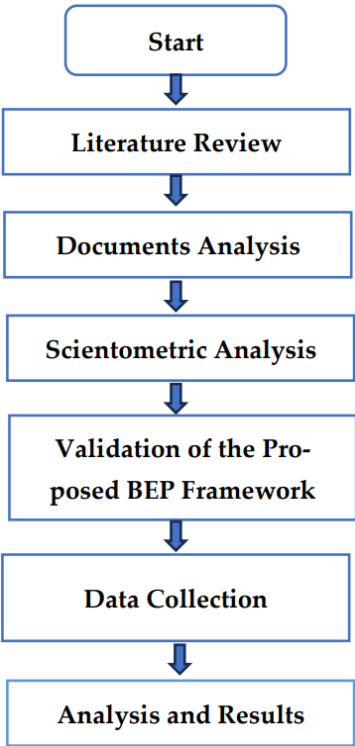 Start
Literature Review
Documents Analysis
Scientometric Analysis
Validation of the Pro-
posed BEP Framework
Data Collection
Analysis and Results